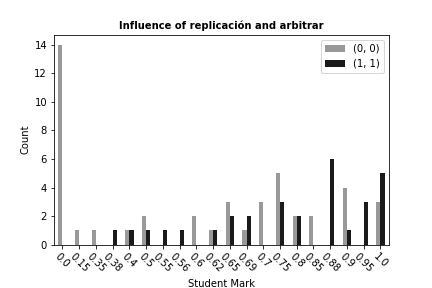 Influence of replicación and arbitrar
14
12
10
8
6
4
2
0
Count
(0, 0)
(1, 1)
0.0 0.15 0.35 0.38 0.4 0.5 0.55 0.56 0.6 0.62 0.65 0.69 0.7 0.75 0.8 0.85 0.88 0.9 0.95 1.0
Student Mark